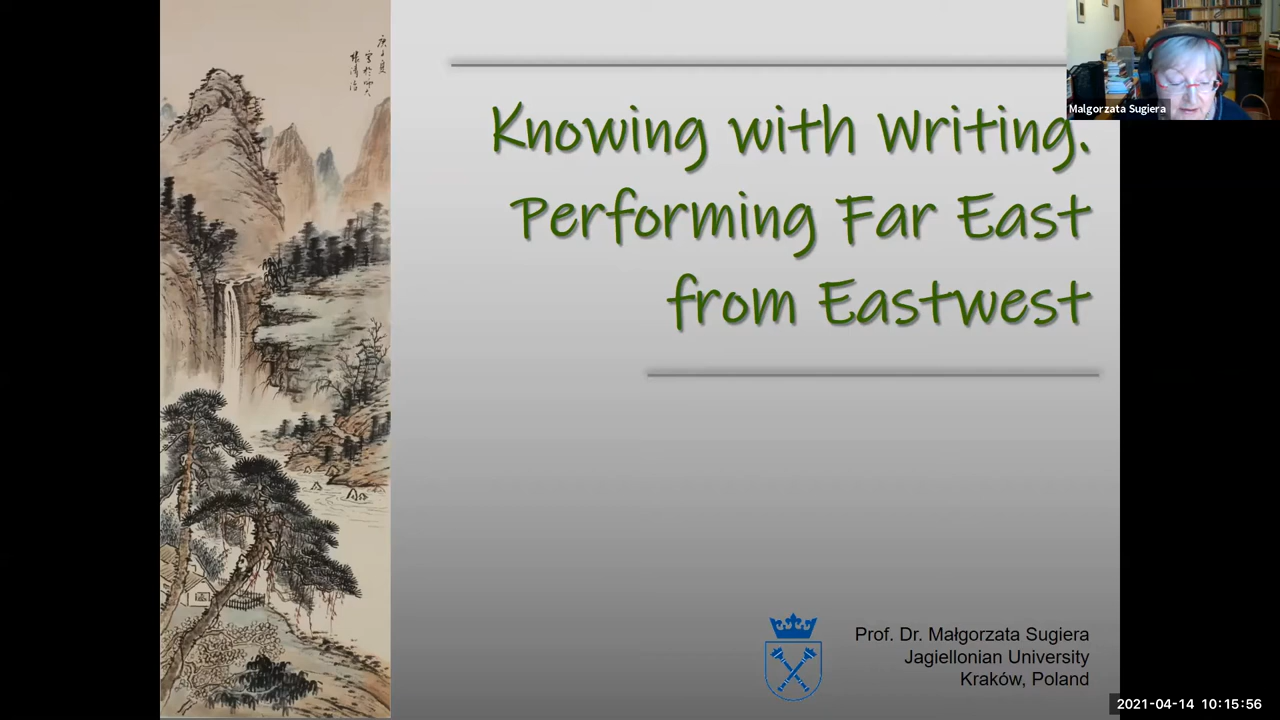 Malgorzata Sugiera
Knowing with Writing.
Performing Far East
from Eastwest
Prof. Dr. Małgorzata Sugiera
Jagiellonian University
Kraków, Poland
2021-04-14 10:15:56